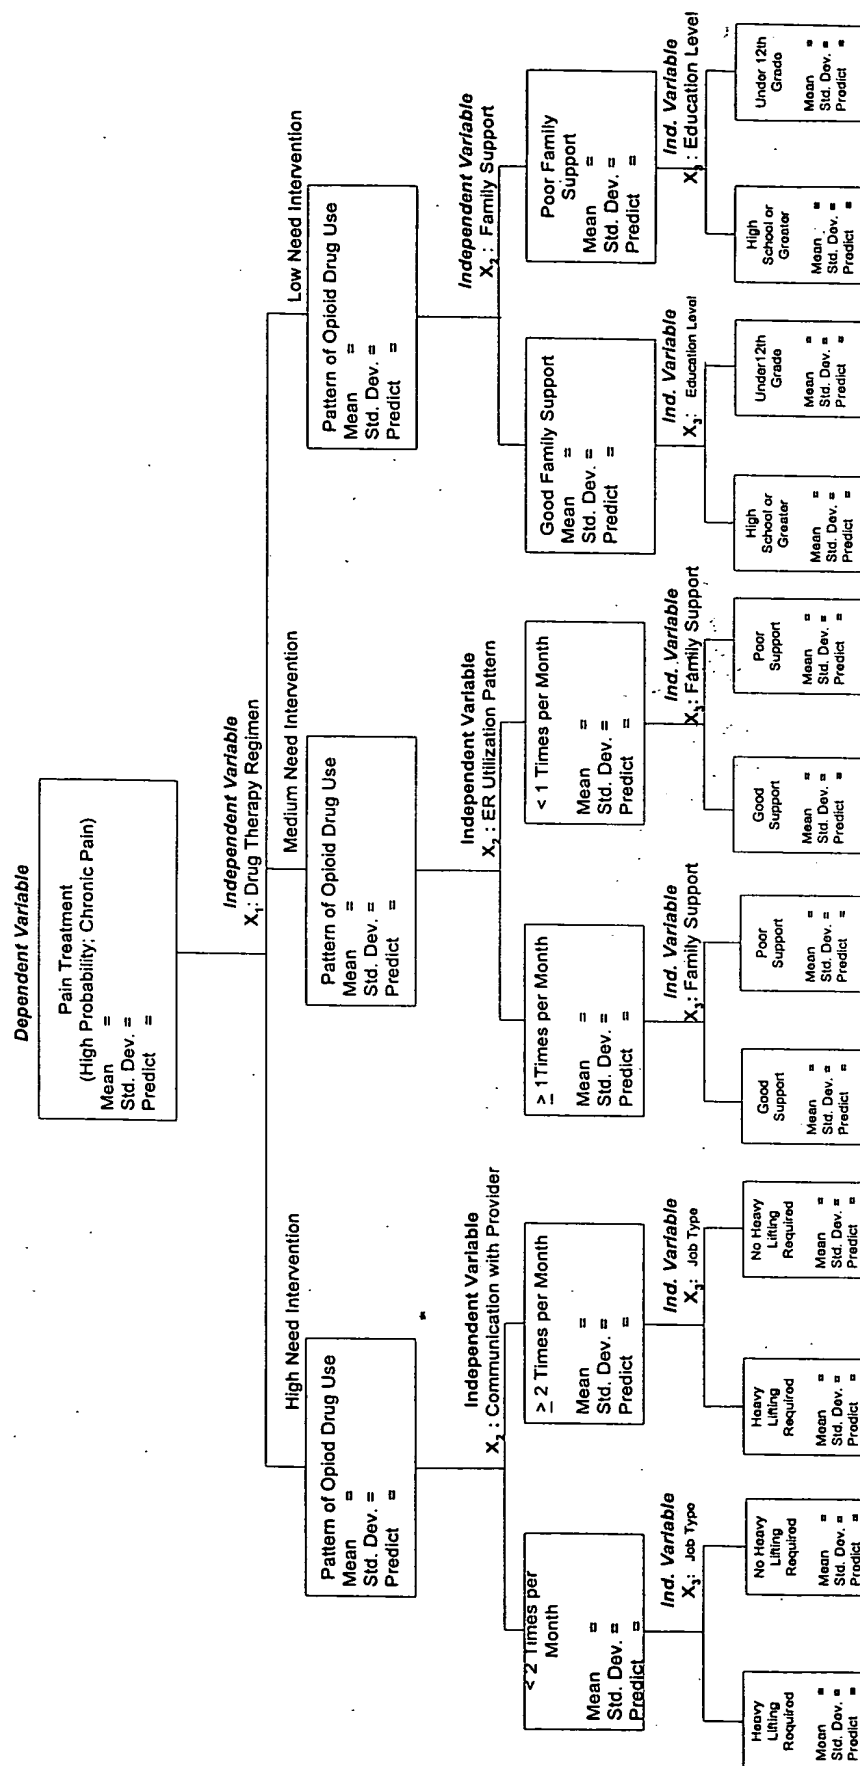 Dependent Variable
Pain Treatment
(High Probability; Chronic Pain)
Mean =
Std. Dev. =
Predict =
Independent Variable
X₁: Drug Therapy Regimen
High Need Intervention
Medium Need Intervention
Low Need Intervention
Pattern of Opiod Drug Use
Mean =
Std. Dev. =
Predict =
Pattern of Opioid Drug Use
Mean =
Std. Dev. =
Predict =
Pattern of Opioid Drug Use
Mean =
Std. Dev. =
Predict =
Independent Variable
X₂ : Communication with Provider
Independent Variable
X₂ : ER Utilization Pattern
Independent Variable
X₂ : Family Support
< 2 Times per
Month
Mean =
Std. Dev. =
Predict =
≥ 2 Times per Month
Mean =
Std. Dev. =
Predict =
≥ 1Times per Month
Mean =
Std. Dev. =
Predict =
< 1 Times per Month
Mean =
Std. Dev. =
Predict =
Good Family Support
Mean =
Std. Dev. =
Predict =
Poor Family
Support
Mean =
Std. Dev. =
Predict =
Ind. Variable
X₃: Job Type
Ind. Variable
X₃: Job Type
Ind. Variable
X₃: Family Support
Ind. Variable
X₃: Family Support
Ind. Variable
X₃: Education Level
Ind. Variable
X₃: Education Level
Heavy
Lifting
Required
Mean =
Std. Dev. =
Predict =
No Heavy
Lifting
Required
Mean =
Std. Dev. =
Predict =
Heavy
Lifting
Required
Mean =
Std. Dev. =
Predict =
No Heavy
Lifting
Required
Mean =
Std. Dev. =
Predict =
Good
Support
Mean =
Std. Dev. =
Predict =
Poor
Support
Mean =
Std. Dev. =
Predict =
Good
Support
Mean =
Std. Dev. =
Predict =
Poor
Support
Mean =
Std. Dev. =
Predict =
High
School or
Greater
Mean =
Std. Dev. =
Predict =
Under12th
Grade
Mean =
Std. Dev. =
Predict =
High
School or
Greater
Mean =
Std. Dev. =
Predict =
Under 12th
Grade
Mean =
Std. Dev. =
Predict =